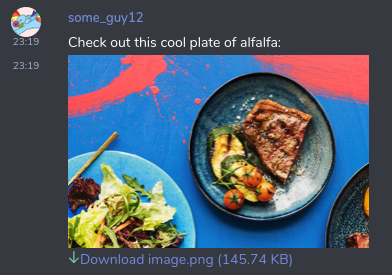 some_guy12
23:19
Check out this cool plate of alfalfa:
23:19
Download image.png (145.74 KB)